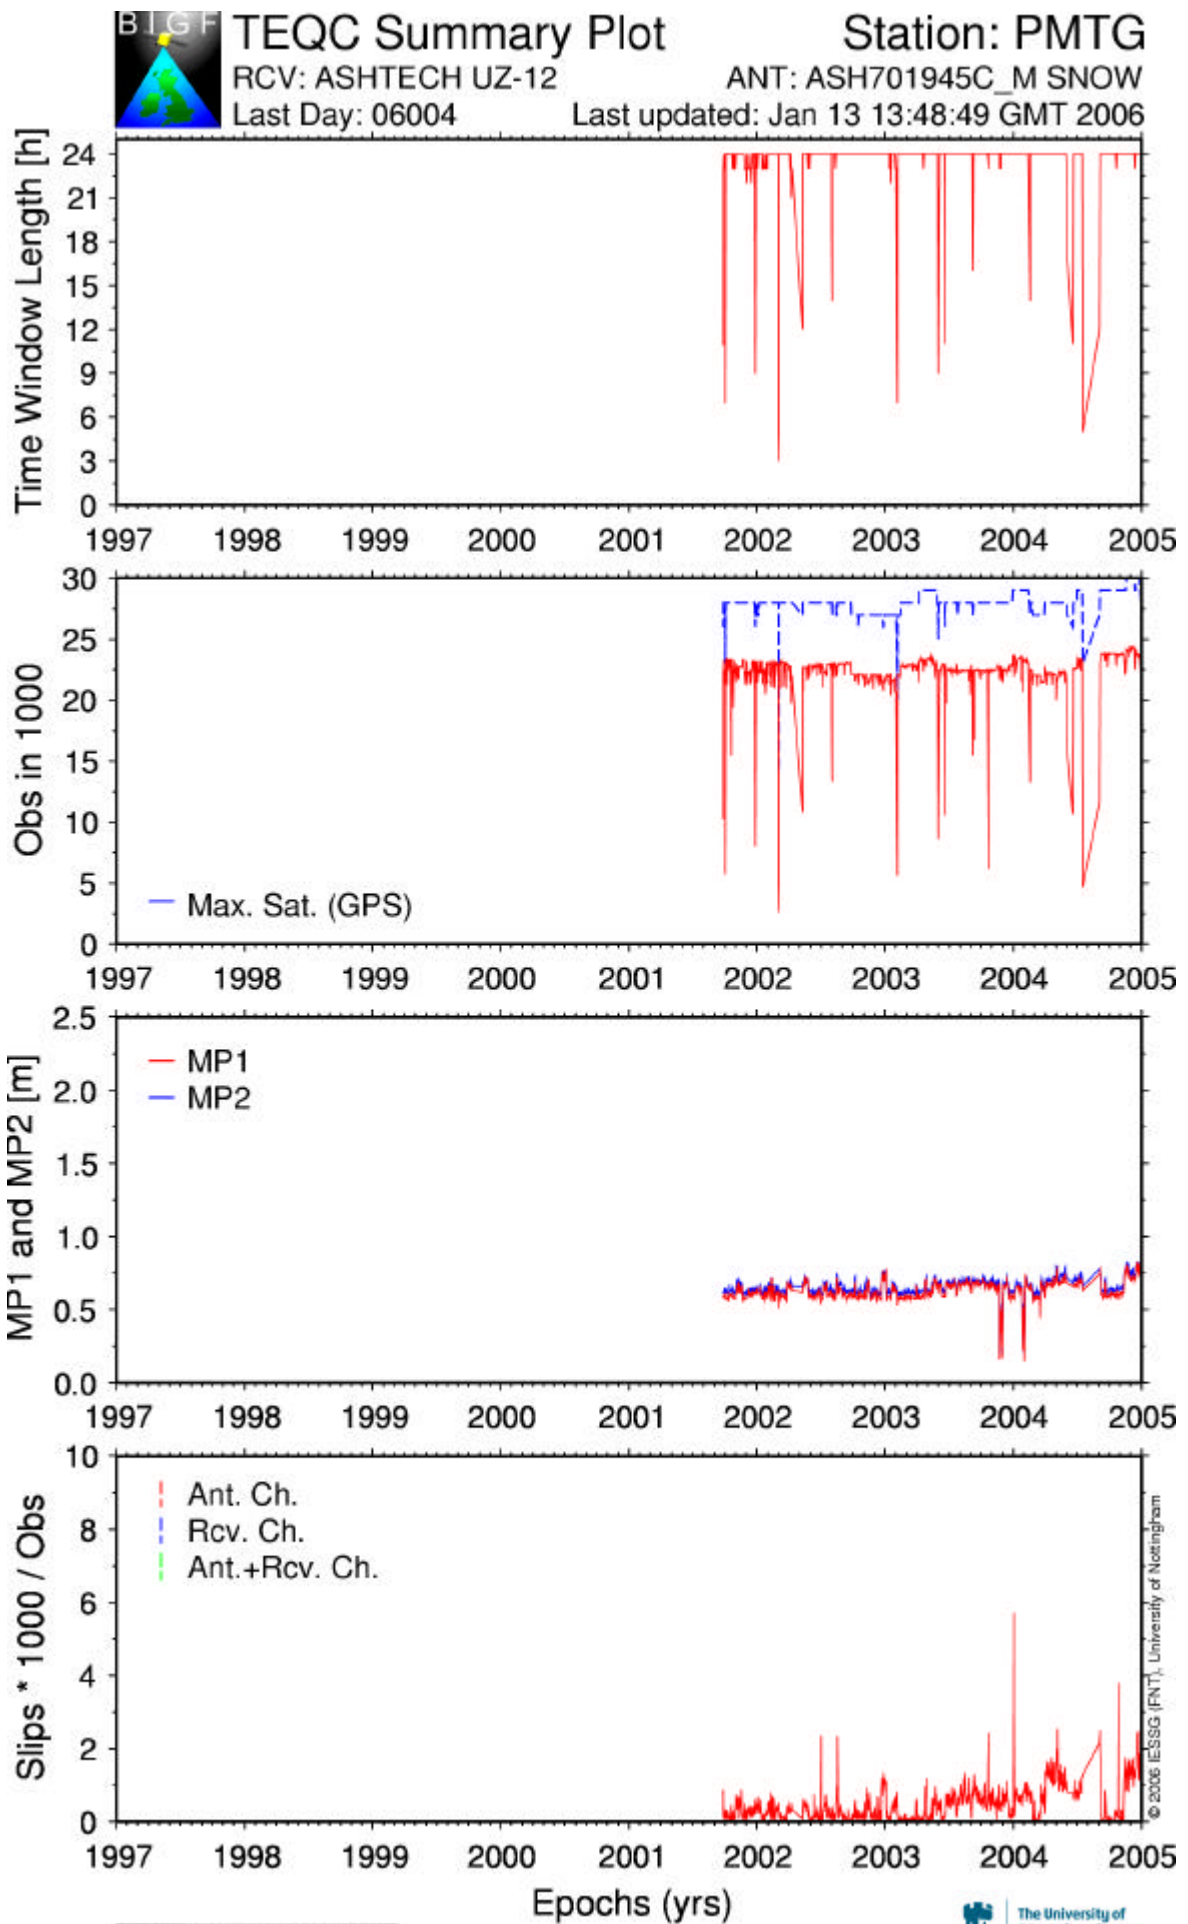 BIGF
TEQC Summary Plot
Station: PMTG
RCV: ASHTECH UZ-12
ANT: ASH701945C_M SNOW
Last Day: 06004
Last updated: Jan 13 13:48:49 GMT 2006
Time Window Length [h]
24
21
18
15
12
9
6
3
0
1997 1998 1999 2000 2001 2002 2003 2004 2005
Obs in 1000
30
25
20
15
10
5
0
Max. Sat. (GPS)
1997 1998 1999 2000 2001 2002 2003 2004 2005
MP1 and MP2 [m]
2.5
2.0
1.5
1.0
0.5
0.0
MP1
MP2
1997 1998 1999 2000 2001 2002 2003 2004 2005
Slips * 1000 / Obs
10
8
6
4
2
0
Ant. Ch.
Rcv. Ch.
Ant.+Rcv. Ch.
© 2006 IESSG (FNT), University of Nottingham
1997 1998 1999 2000 2001 2002 2003 2004 2005
Epochs (yrs)
The University of